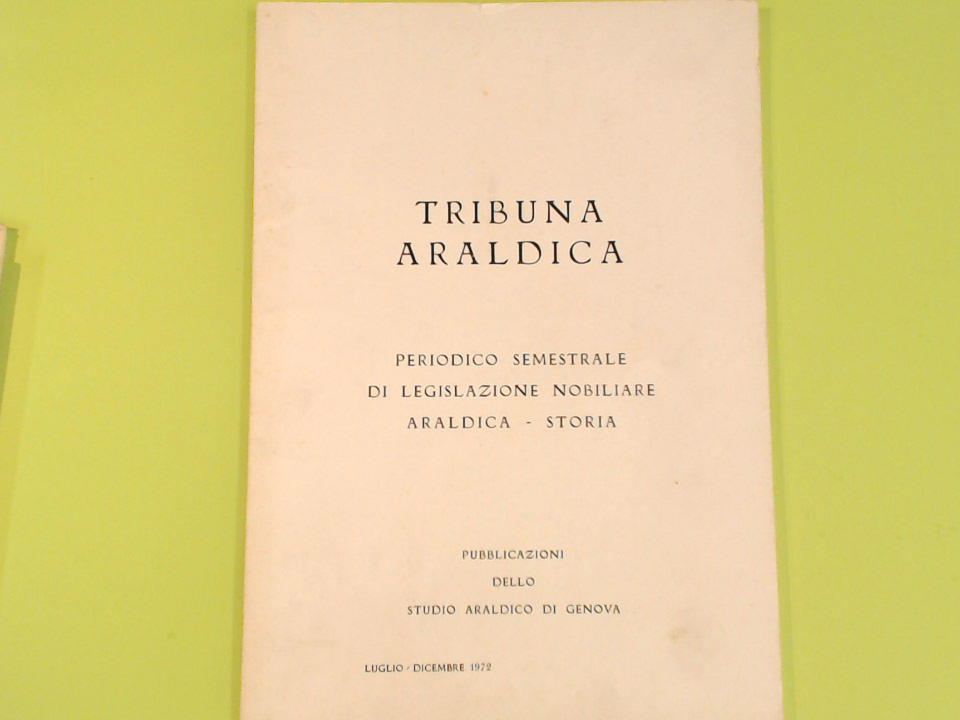 TRIBUNA
ARALDICA
PERIODICO SEMESTRALE
DI LEGISLAZIONE NOBILIARE
ARALDICA - STORIA
PUBBLICAZIONI
DELLO
STUDIO ARALDICO DI GENOVA
LUGLIO - DICEMBRE 1972